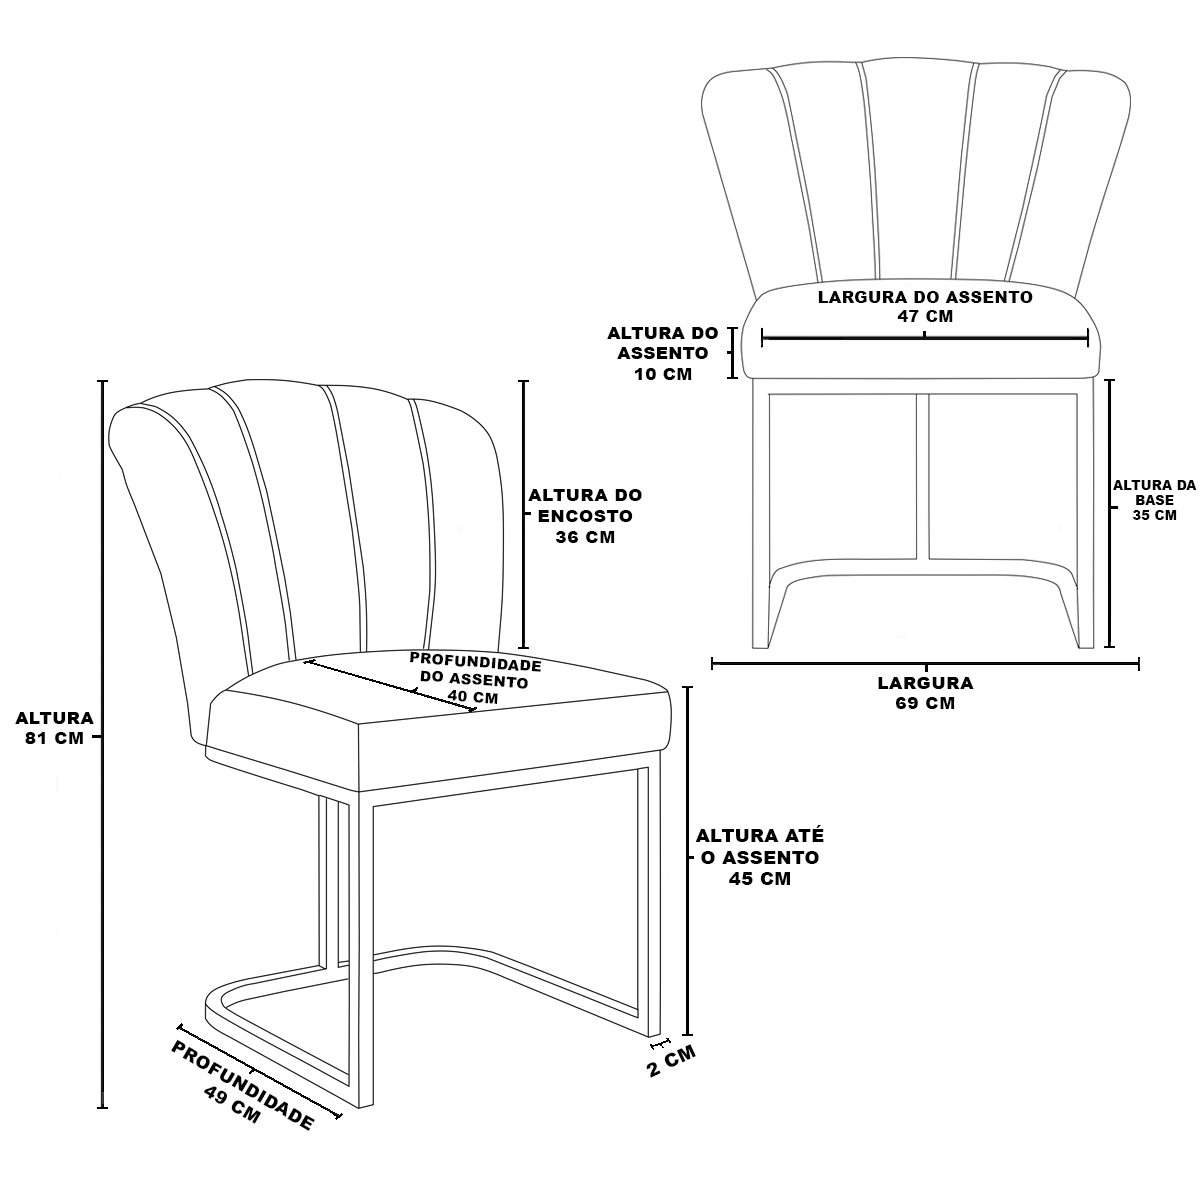 LARGURA DO ASSENTO
47 CM
ALTURA DO
ASSENTO
10 CM
ALTURA DA
BASE
35 CM
LARGURA
69 CM
ALTURA DO
ENCOSTO
36 CM
PROFUNDIDADE
DO ASSENTO
40 CM
ALTURA
81 CM
ALTURA ATÉ
O ASSENTO
45 CM
2 CM
PROFUNDIDADE
49 CM